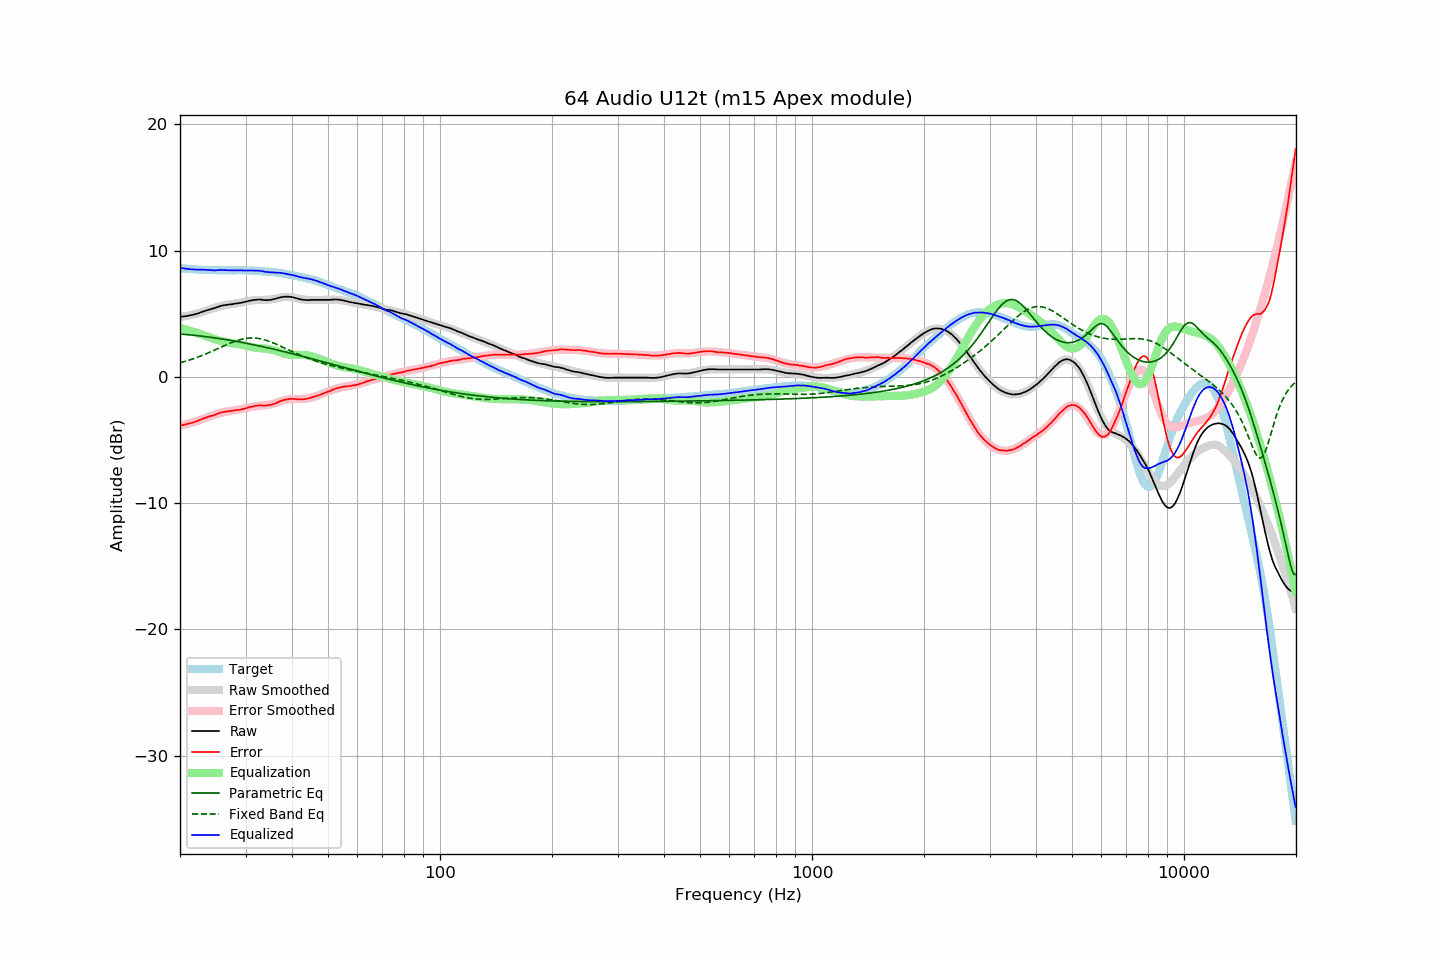 64 Audio U12t (m15 Apex module)
20
10
0
−10
−20
−30
Amplitude (dBr)
Target
Raw Smoothed
Error Smoothed
Raw
Error
Equalization
Parametric Eq
Fixed Band Eq
Equalized
100
1000
10000
Frequency (Hz)